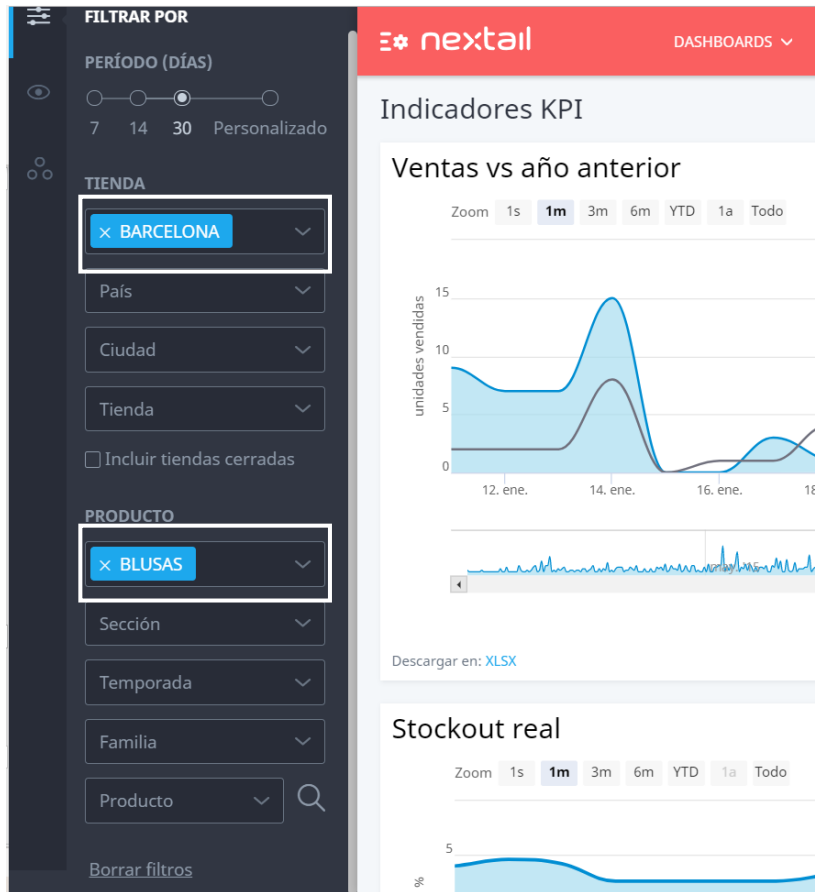 FILTRAR POR
PERÍODO (DÍAS)
7 14 30 Personalizado
TIENDA
× BARCELONA
País
Ciudad
Tienda
Incluir tiendas cerradas
PRODUCTO
× BLUSAS
Sección
Temporada
Familia
Producto
Borrar filtros
nextail
DASHBOARDS
Indicadores KPI
Ventas vs año anterior
Zoom 1s 1m 3m 6m YTD 1a Todo
unidades vendidas
15
10
5
0
12. ene. 14. ene. 16. ene. 18
Descargar en: XLSX
Stockout real
Zoom 1s 1m 3m 6m YTD 1a Todo
5
%